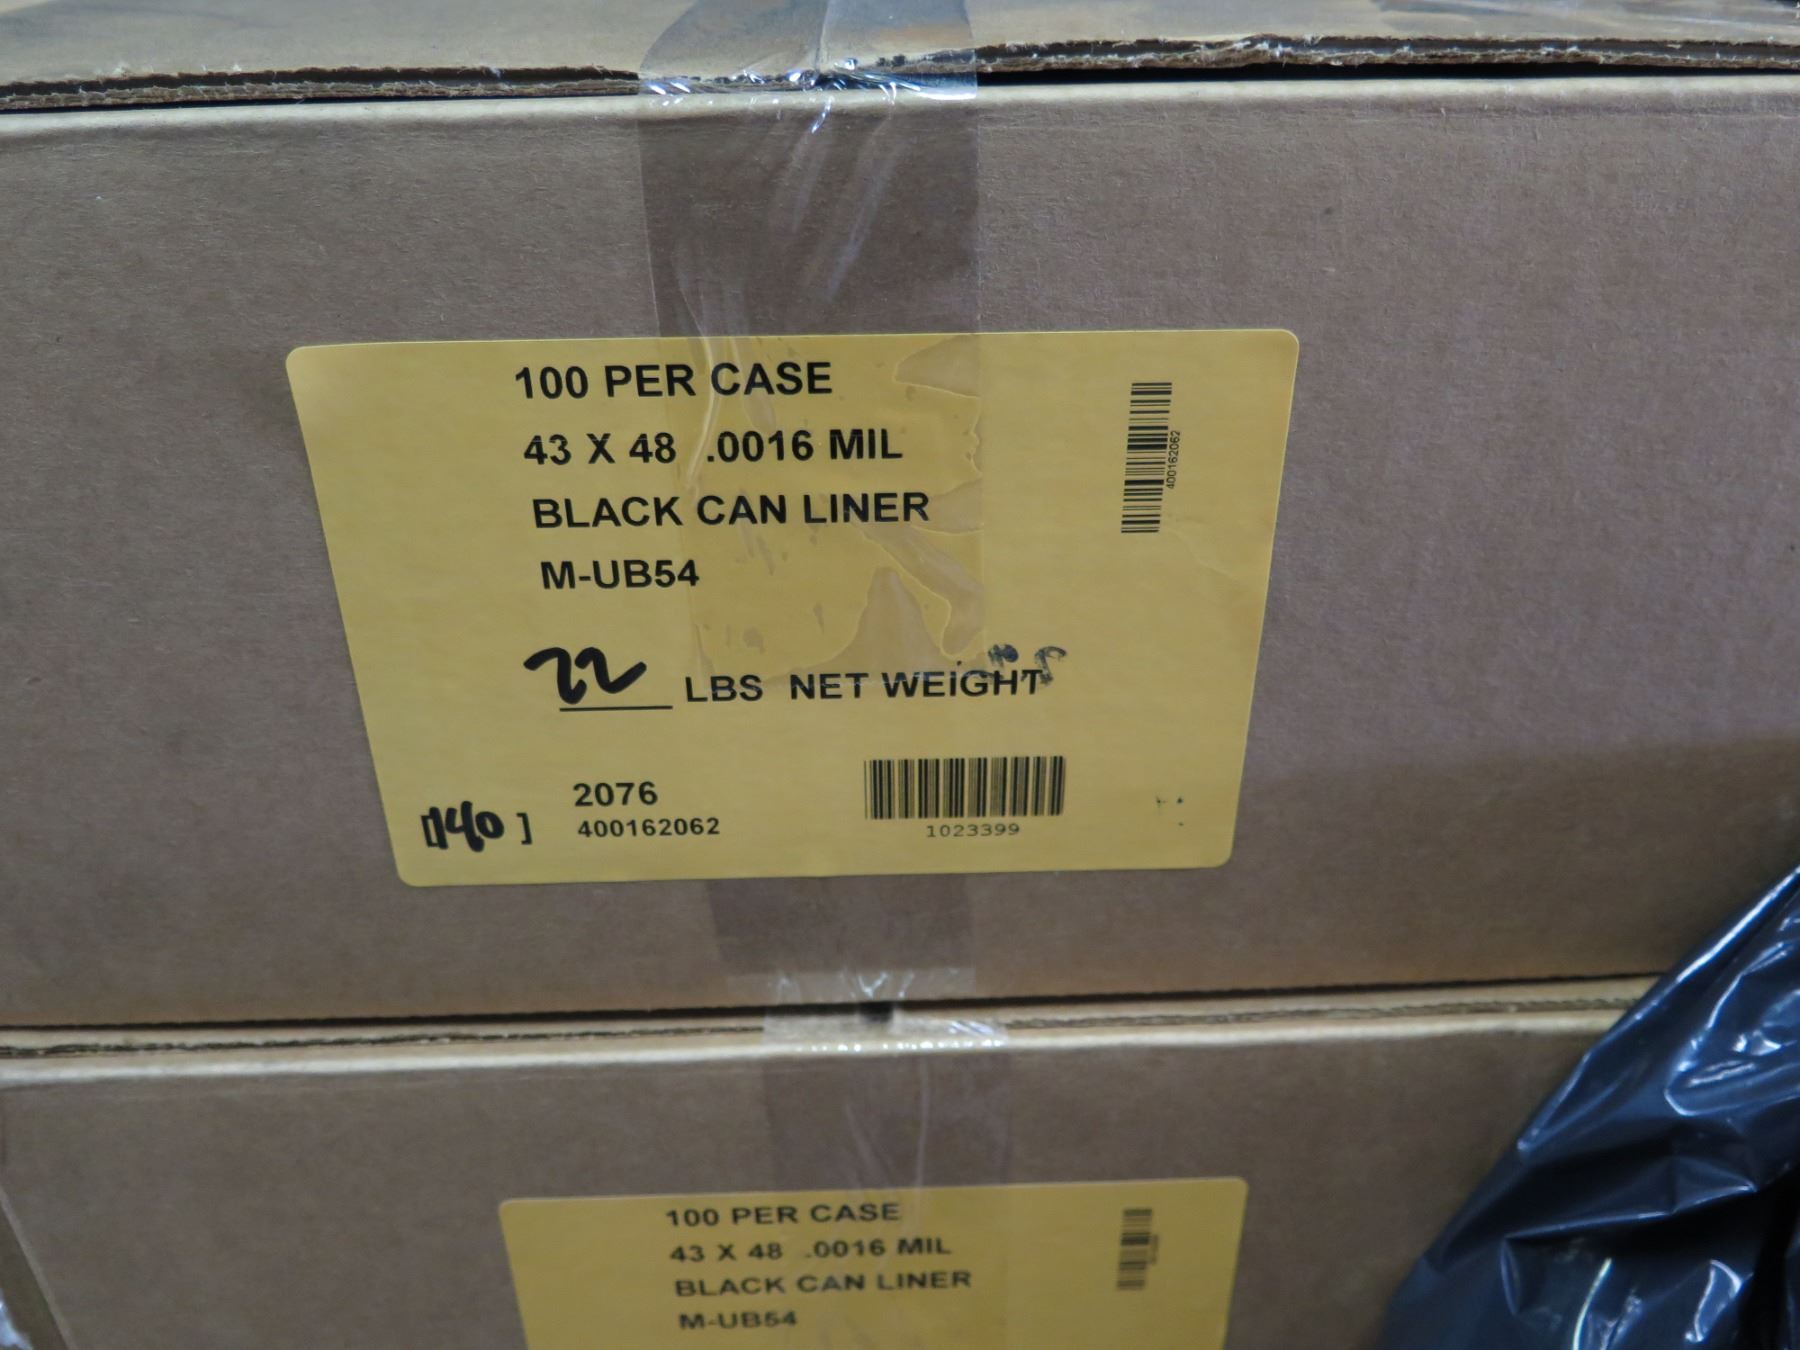 100 PER CASE
43 X 48 .0016 MIL
BLACK CAN LINER
M-UB54
22 LBS NET WEIGHT
2076
[140]
400162062
1023399
400162062
100 PER CASE
43 X 48 .0016 MIL
BLACK CAN LINER
M-UB54